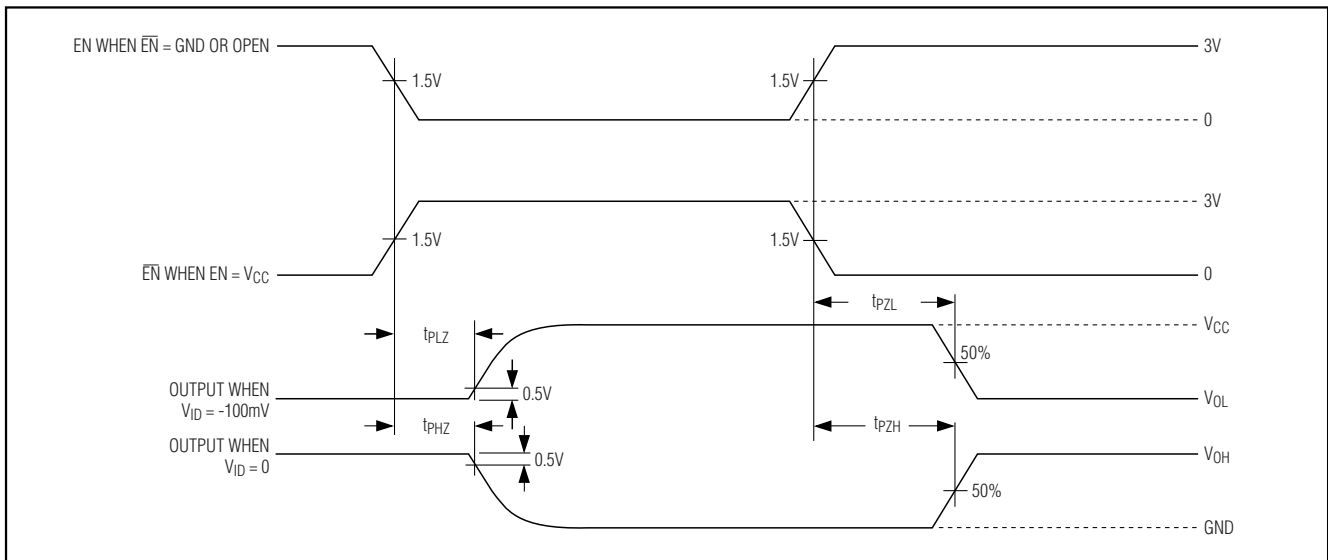 EN WHEN E̅N̅ = GND OR OPEN
3V
1.5V
1.5V
0
3V
1.5V
1.5V
E̅N̅ WHEN EN = VCC
0
tPZL
VCC
tPLZ
50%
OUTPUT WHEN
VID = -100mV
0.5V
VOL
tPHZ
tPZH
OUTPUT WHEN
VID = 0
0.5V
VOH
50%
GND